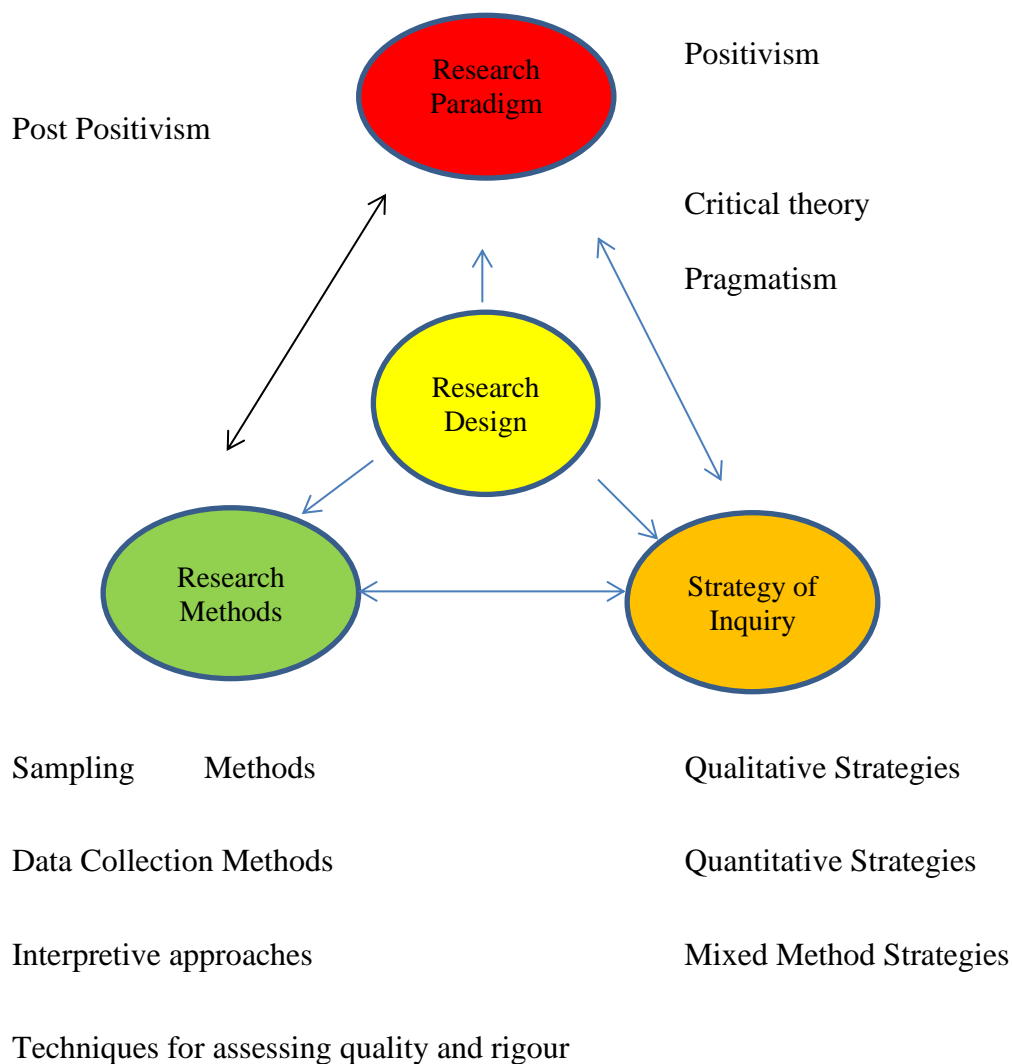 Research
Paradigm
Positivism
Post Positivism
Critical theory
Pragmatism
Research
Design
Research
Methods
Strategy of
Inquiry
Sampling Methods
Qualitative Strategies
Data Collection Methods
Quantitative Strategies
Interpretive approaches
Mixed Method Strategies
Techniques for assessing quality and rigour